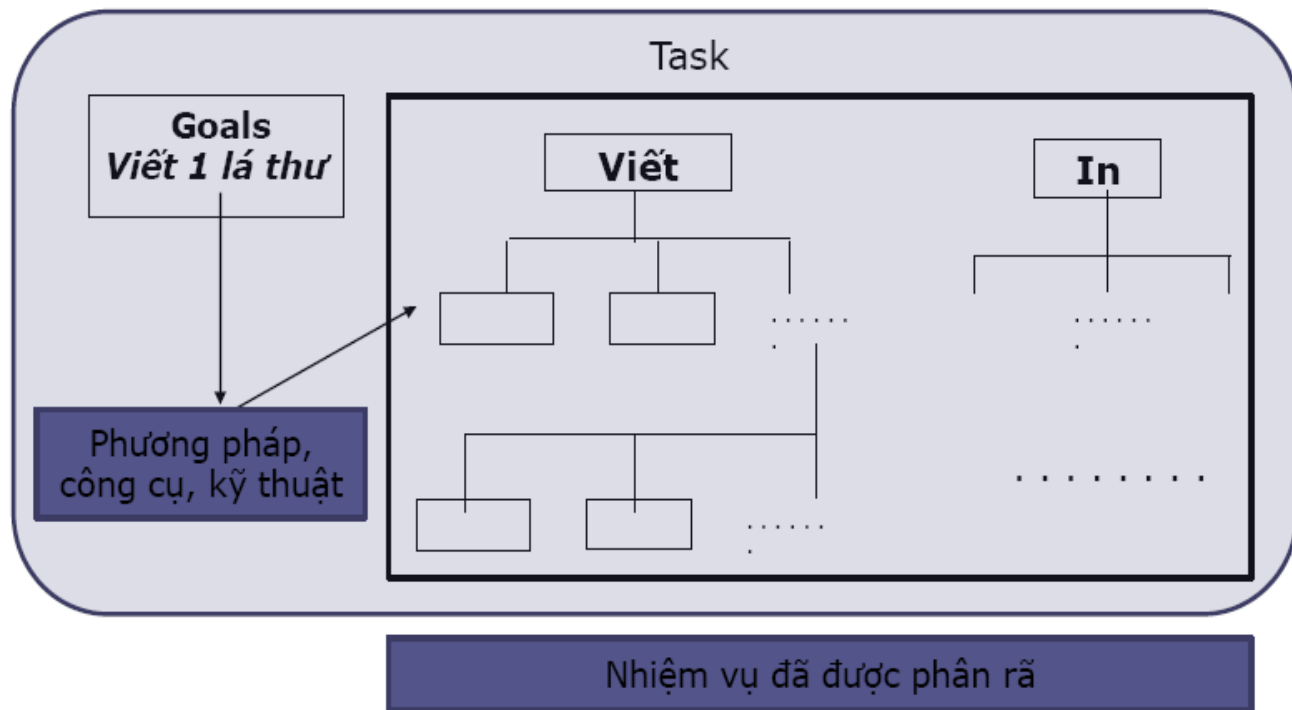 Task
Goals
Viết 1 lá thư
Viết
In
. . . . . .
.
. . . . . .
.
Phương pháp,
công cụ, kỹ thuật
. . . . . . . .
. . . . . .
.
Nhiệm vụ đã được phân rã